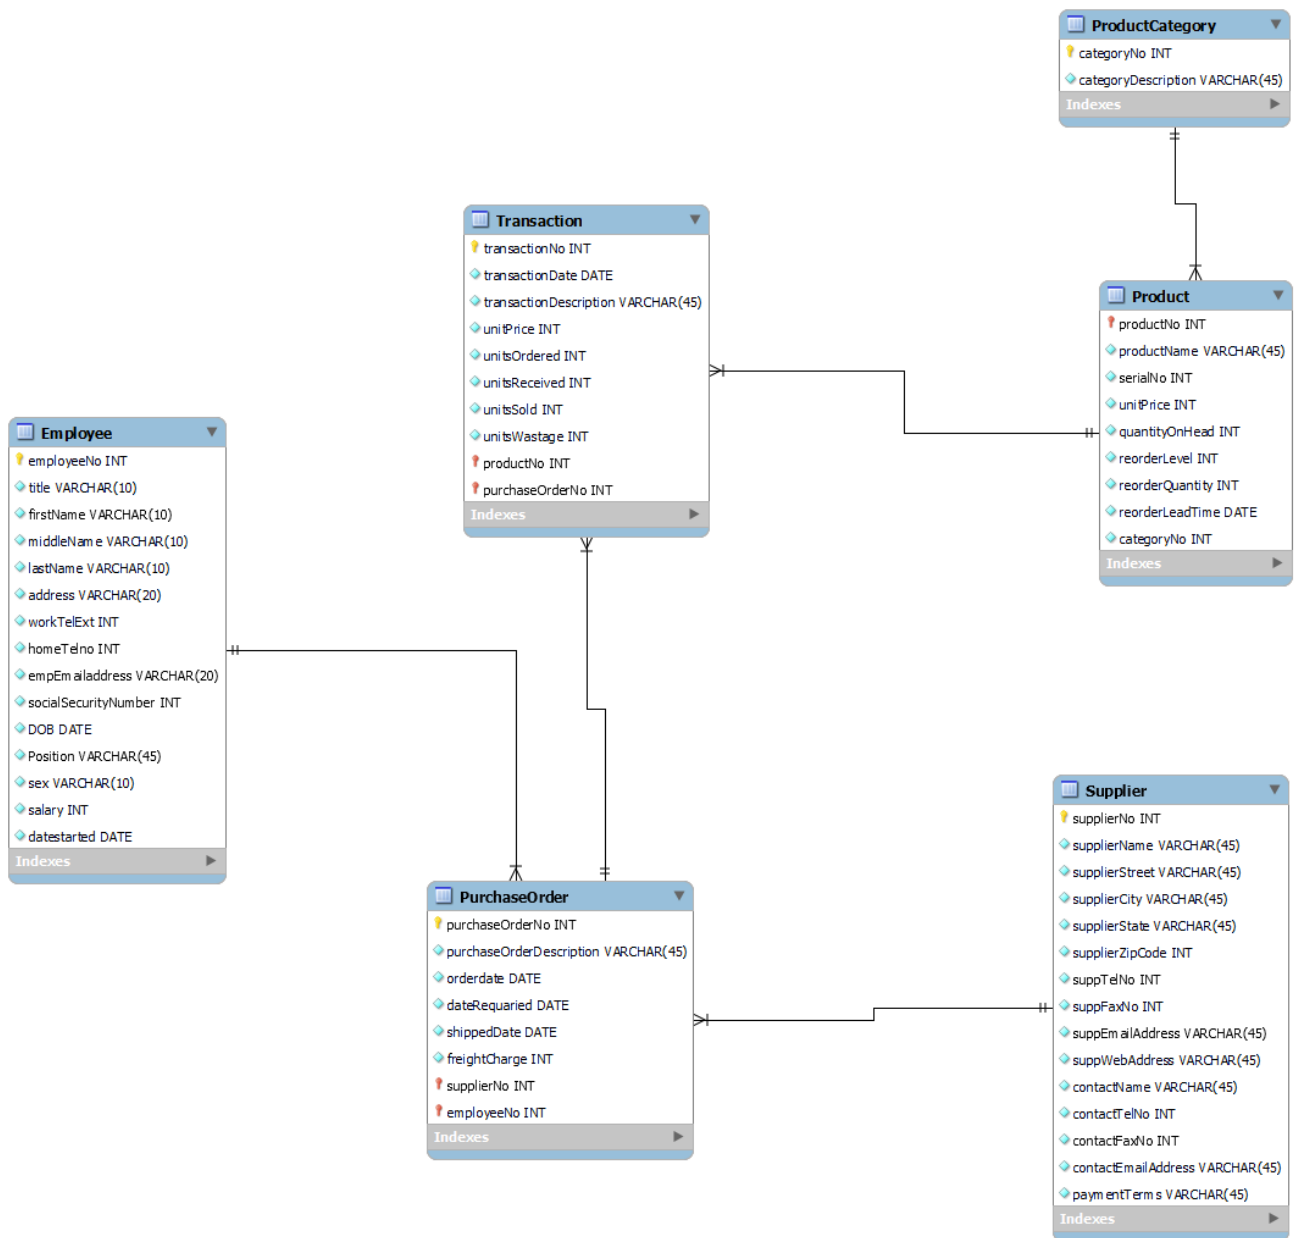 ProductCategory
categoryNo INT
categoryDescription VARCHAR(45)
Indexes
Transaction
transactionNo INT
transactionDate DATE
transactionDescription VARCHAR(45)
unitPrice INT
unitsOrdered INT
unitsReceived INT
unitsSold INT
unitsWastage INT
productNo INT
purchaseOrderNo INT
Indexes
Product
productNo INT
productName VARCHAR(45)
serialNo INT
unitPrice INT
quantityOnHead INT
reorderLevel INT
reorderQuantity INT
reorderLeadTime DATE
categoryNo INT
Indexes
Employee
employeeNo INT
title VARCHAR(10)
firstName VARCHAR(10)
middleName VARCHAR(10)
lastName VARCHAR(10)
address VARCHAR(20)
workTelExt INT
homeTelno INT
empEmailaddress VARCHAR(20)
socialSecurityNumber INT
DOB DATE
Position VARCHAR(45)
sex VARCHAR(10)
salary INT
datestarted DATE
Indexes
PurchaseOrder
purchaseOrderNo INT
purchaseOrderDescription VARCHAR(45)
orderdate DATE
dateRequaried DATE
shippedDate DATE
freightCharge INT
supplierNo INT
employeeNo INT
Indexes
Supplier
supplierNo INT
supplierName VARCHAR(45)
supplierStreet VARCHAR(45)
supplierCity VARCHAR(45)
supplierState VARCHAR(45)
supplierZipCode INT
suppTelNo INT
suppFaxNo INT
suppEmailAddress VARCHAR(45)
suppWebAddress VARCHAR(45)
contactName VARCHAR(45)
contactTelNo INT
contactFaxNo INT
contactEmailAddress VARCHAR(45)
paymentTerms VARCHAR(45)
Indexes